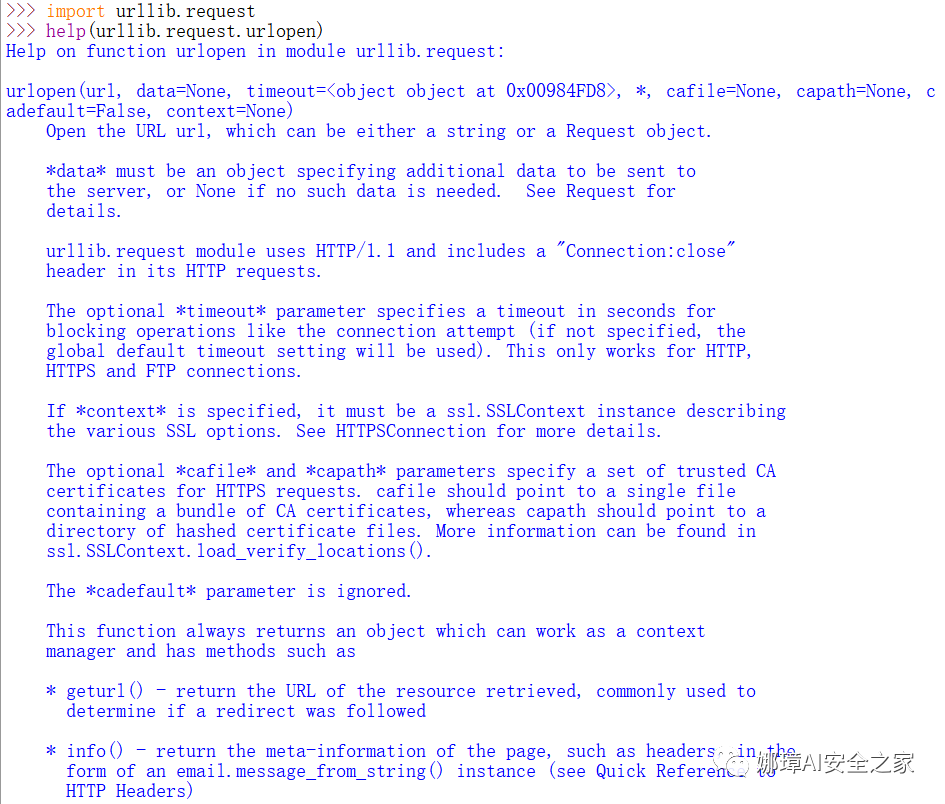 >>> import urllib.request
>>> help(urllib.request.urlopen)
Help on function urlopen in module urllib.request:
urlopen(url, data=None, timeout=<object object at 0x00984FD8>, *, cafile=None, capath=None, c
adefault=False, context=None)
Open the URL url, which can be either a string or a Request object.
*data* must be an object specifying additional data to be sent to
the server, or None if no such data is needed.  See Request for
details.
urllib.request module uses HTTP/1.1 and includes a "Connection:close"
header in its HTTP requests.
The optional *timeout* parameter specifies a timeout in seconds for
blocking operations like the connection attempt (if not specified, the
global default timeout setting will be used). This only works for HTTP,
HTTPS and FTP connections.
If *context* is specified, it must be a ssl.SSLContext instance describing
the various SSL options. See HTTPSConnection for more details.
The optional *cafile* and *capath* parameters specify a set of trusted CA
certificates for HTTPS requests. cafile should point to a single file
containing a bundle of CA certificates, whereas capath should point to a
directory of hashed certificate files. More information can be found in
ssl.SSLContext.load_verify_locations().
The *cadefault* parameter is ignored.
This function always returns an object which can work as a context
manager and has methods such as
* geturl() - return the URL of the resource retrieved, commonly used to
determine if a redirect was followed
* info() - return the meta-information of the page, such as headers, in the
form of an email.message_from_string() instance (see Quick Reference to
HTTP Headers)
娜璋AI安全之家